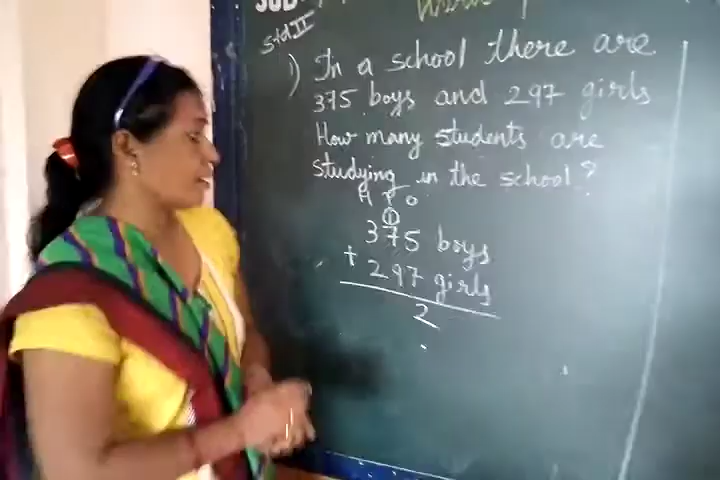 SUB
Std II
1) In a school there are
375 boys and 297 girls
How many students are
studying in the school?
H T O
1
375 boys
+ 297 girls
2